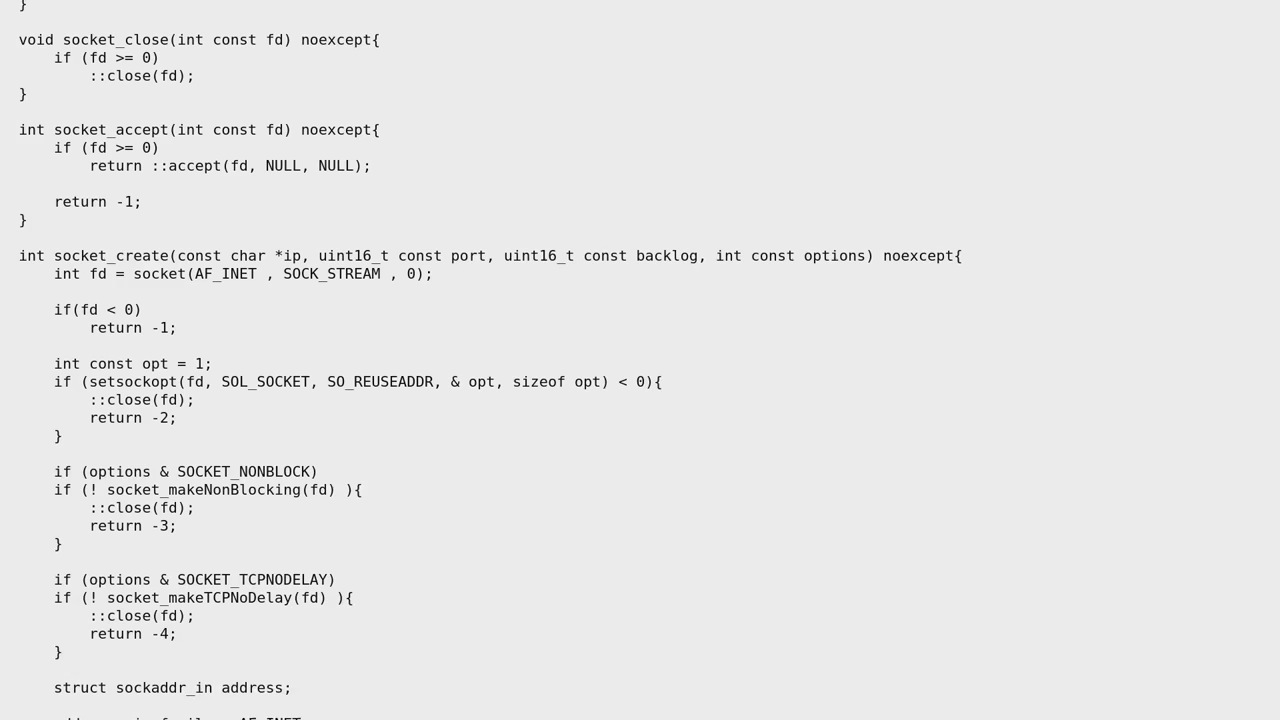 }
void socket_close(int const fd) noexcept{
    if (fd >= 0)
        ::close(fd);
}
int socket_accept(int const fd) noexcept{
    if (fd >= 0)
        return ::accept(fd, NULL, NULL);
    return -1;
}
int socket_create(const char *ip, uint16_t const port, uint16_t const backlog, int const options) noexcept{
    int fd = socket(AF_INET , SOCK_STREAM , 0);
    if(fd < 0)
        return -1;
    int const opt = 1;
    if (setsockopt(fd, SOL_SOCKET, SO_REUSEADDR, & opt, sizeof opt) < 0){
        ::close(fd);
        return -2;
    }
    if (options & SOCKET_NONBLOCK)
    if (! socket_makeNonBlocking(fd) ){
        ::close(fd);
        return -3;
    }
    if (options & SOCKET_TCPNODELAY)
    if (! socket_makeTCPNoDelay(fd) ){
        ::close(fd);
        return -4;
    }
    struct sockaddr_in address;